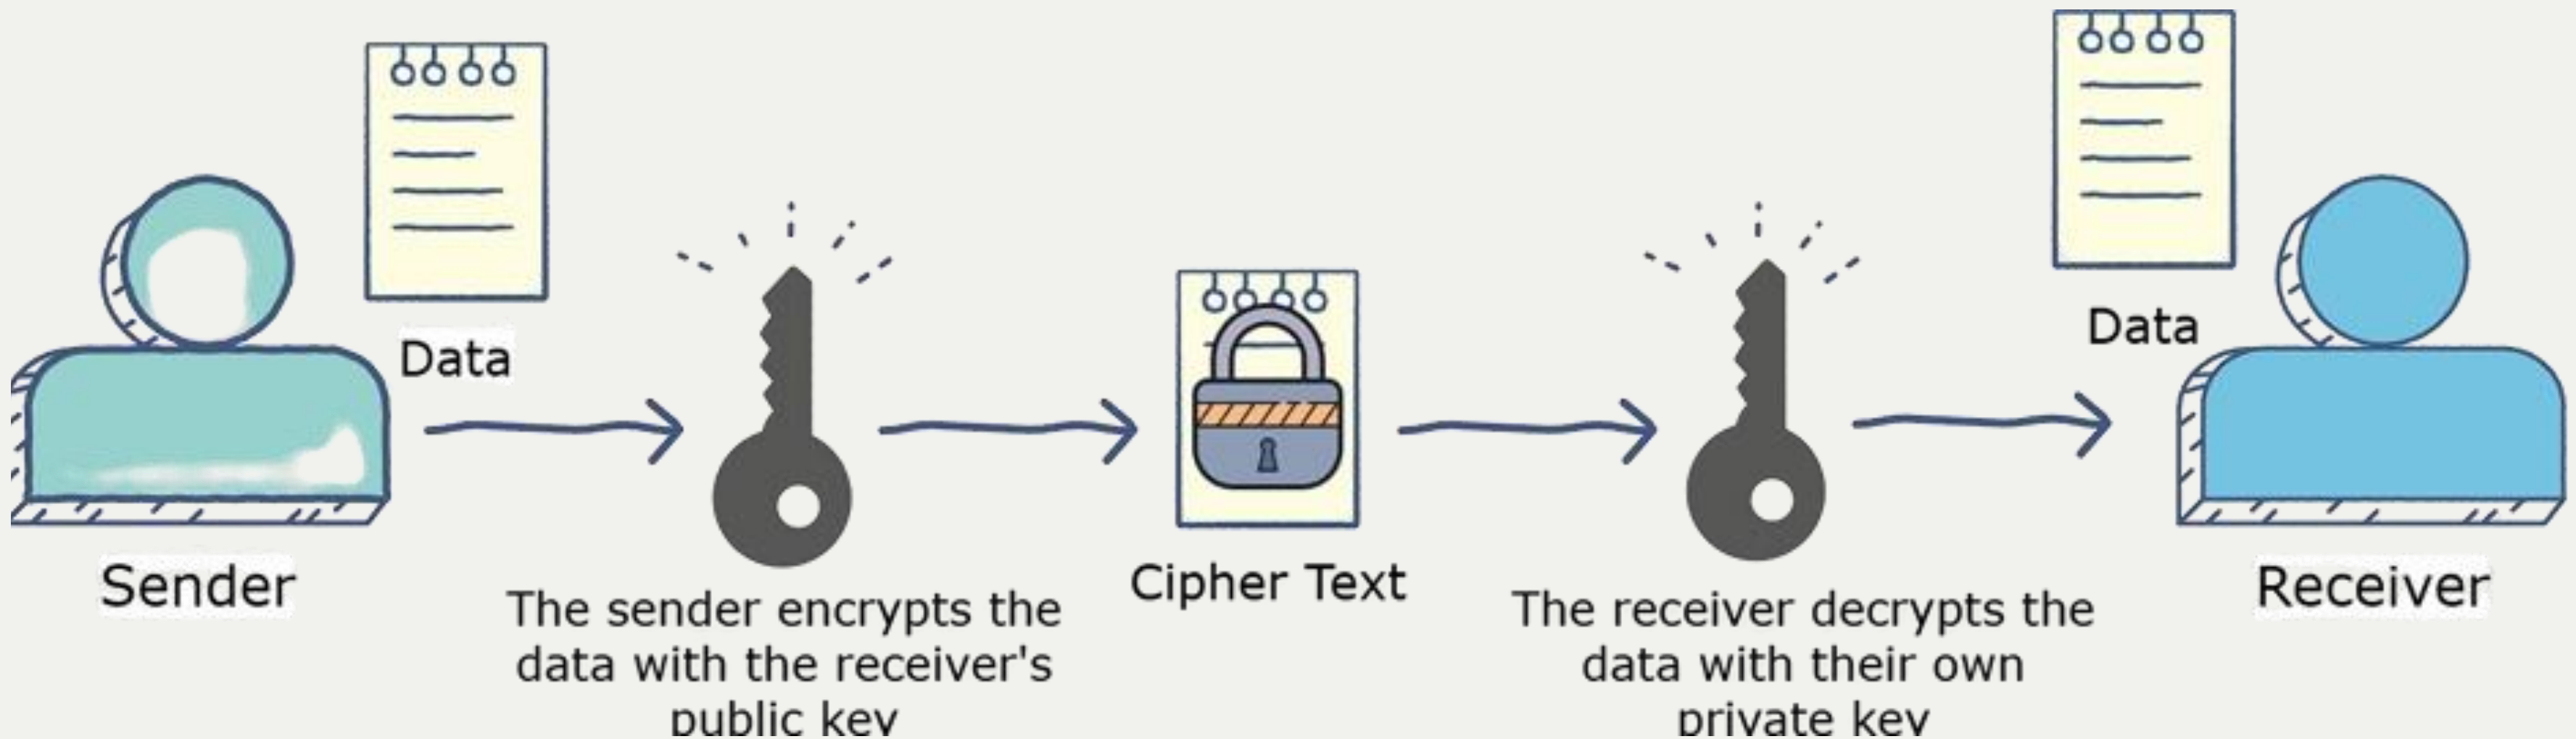 Data
Sender
The sender encrypts the
data with the receiver's
public key
Cipher Text
The receiver decrypts the
data with their own
private key
Data
Receiver